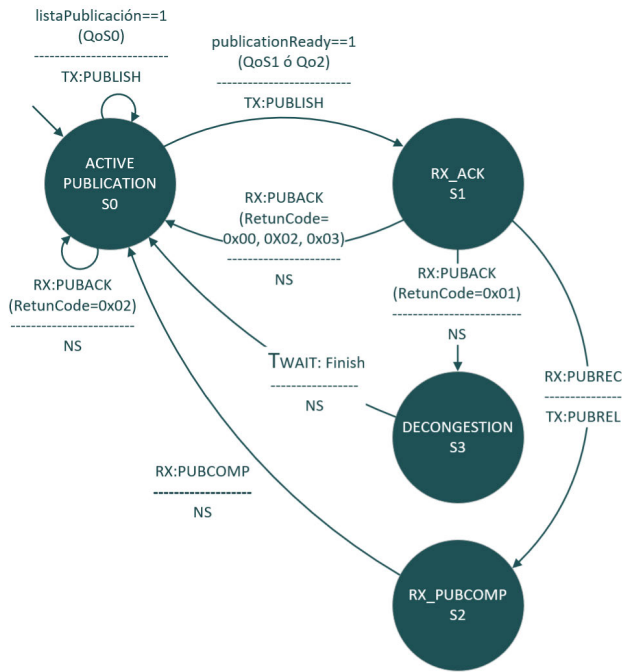 listaPublicación==1
(QoS0)
TX:PUBLISH
publicationReady==1
(QoS1 ó Qo2)
TX:PUBLISH
ACTIVE
PUBLICATION
S0
RX_ACK
S1
RX:PUBACK
(RetunCode=
0x00, 0X02, 0x03)
NS
RX:PUBACK
(RetunCode=0x02)
NS
RX:PUBACK
(RetunCode=0x01)
NS
TWAIT: Finish
NS
RX:PUBREC
TX:PUBREL
DECONGESTION
S3
RX:PUBCOMP
NS
RX_PUBCOMP
S2